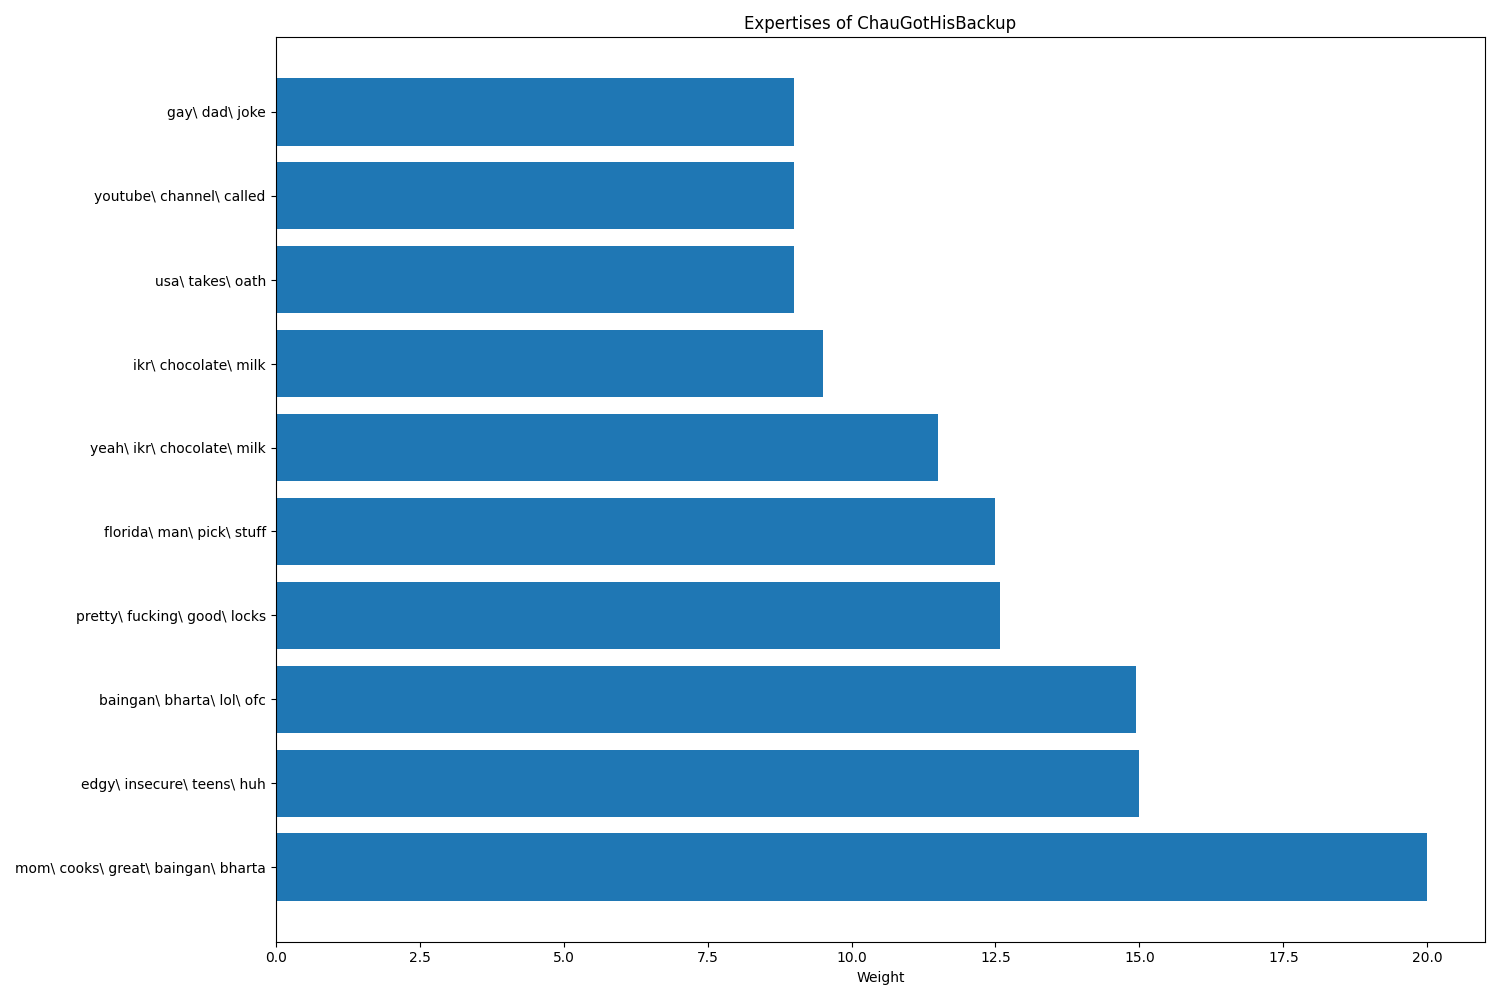 Expertises of ChauGotHisBackup
gay\ dad\ joke
youtube\ channel\ called
usa\ takes\ oath
ikr\ chocolate\ milk
yeah\ ikr\ chocolate\ milk
florida\ man\ pick\ stuff
pretty\ fucking\ good\ locks
baingan\ bharta\ lol\ ofc
edgy\ insecure\ teens\ huh
mom\ cooks\ great\ baingan\ bharta
0.0 2.5 5.0 7.5 10.0 12.5 15.0 17.5 20.0
Weight